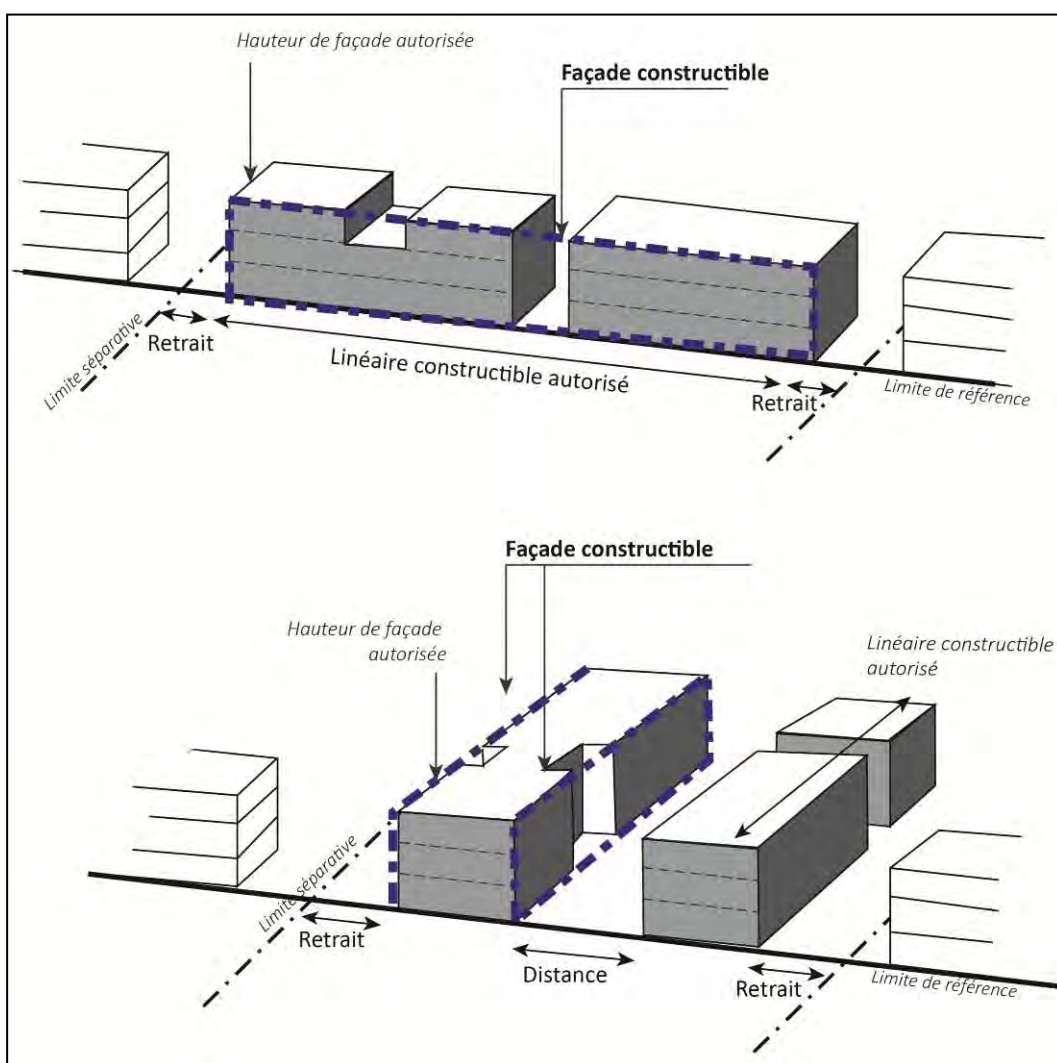 Hauteur de façade autorisée
Façade constructible
Limite séparative
Retrait
Linéaire constructible autorisé
Retrait
Limite de référence
Façade constructible
Hauteur de façade
autorisée
Linéaire constructible
autorisé
Limite séparative
Retrait
Distance
Retrait
Limite de référence